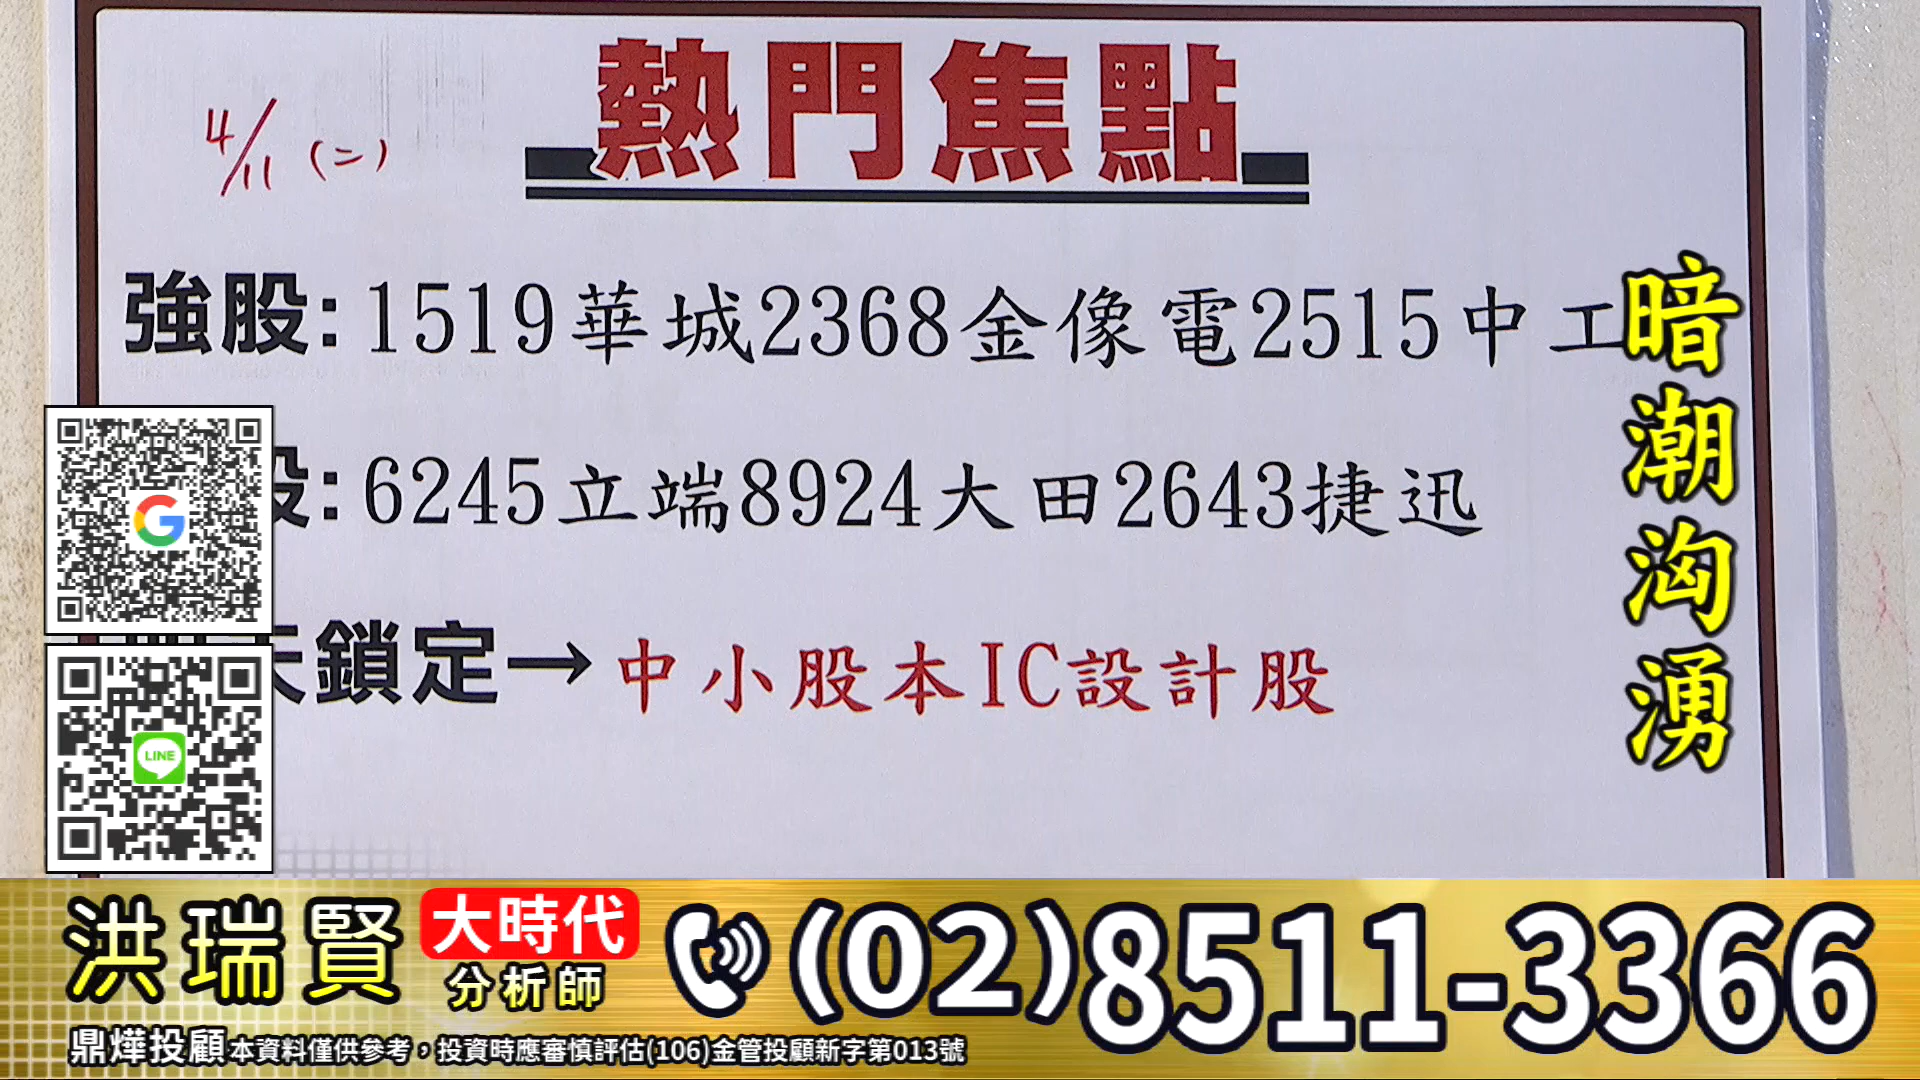 熱門焦點
4/11 (二)
強股:1519華城2368金像電2515中工
股:6245立端8924大田2643捷迅
天鎖定→中小股本IC設計股
暗潮洶湧
G
LINE
洪瑞賢 大時代 分析師 (02)8511-3366
鼎燁投顧 本資料僅供參考，投資時應審慎評估(106)金管投顧新字第013號